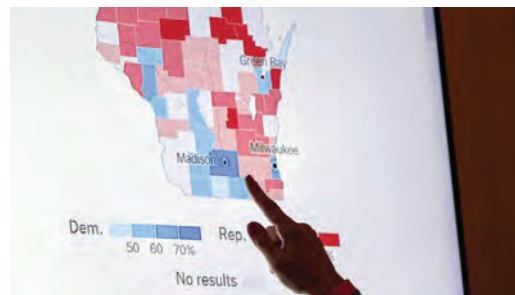 Green Bay
Madison
Milwaukee
Dem.
Rep.
50 60 70%
%
No results